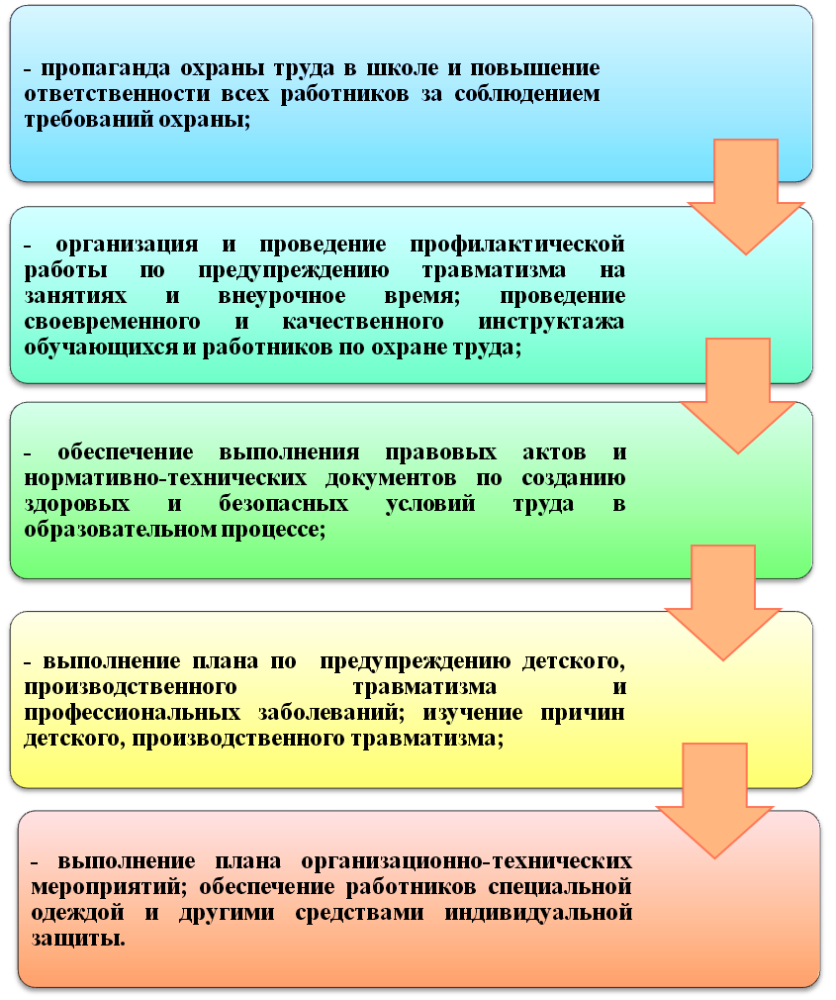 - пропаганда охраны труда в школе и повышение
ответственности всех работников за соблюдением
требований охраны;
- организация и проведение профилактической
работы по предупреждению травматизма на
занятиях и внеурочное время; проведение
своевременного и качественного инструктажа
обучающихся и работников по охране труда;
- обеспечение выполнения правовых актов и
нормативно-технических документов по созданию
здоровых и безопасных условий труда в
образовательном процессе;
- выполнение плана по предупреждению детского,
производственного травматизма и
профессиональных заболеваний; изучение причин
детского, производственного травматизма;
- выполнение плана организационно-технических
мероприятий; обеспечение работников специальной
одеждой и другими средствами индивидуальной
защиты.